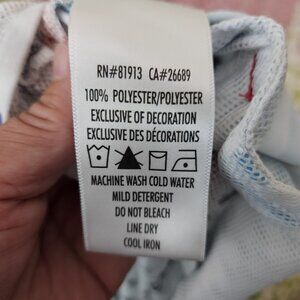 RN#81913 CA#26689
100% POLYESTER/POLYESTER
EXCLUSIVE OF DECORATION
EXCLUSIVE DES DÉCORATIONS
MACHINE WASH COLD WATER
MILD DETERGENT
DO NOT BLEACH
LINE DRY
COOL IRON